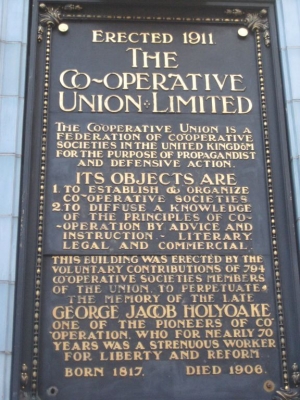 ERECTED 1911.
THE
CO-OPERATIVE
UNION LIMITED
THE COOPERATIVE UNION IS A
FEDERATION OF COOPERATIVE
SOCIETIES IN THE UNITED KINGDOM
FOR THE PURPOSE OF PROPAGANDIST
AND DEFENSIVE ACTION.
ITS OBJECTS ARE
1. TO ESTABLISH & ORGANIZE
CO-OPERATIVE SOCIETIES
2. TO DIFFUSE A KNOWLEDGE
OF THE PRINCIPLES OF CO-
OPERATION BY ADVICE AND
INSTRUCTION - LITERARY
LEGAL AND COMMERCIAL.
THIS BUILDING WAS ERECTED BY THE
VOLUNTARY CONTRIBUTIONS OF 794
COOPERATIVE SOCIETIES MEMBERS
OF THE UNION, TO PERPETUATE
THE MEMORY OF THE LATE
GEORGE JACOB HOLYOAKE
ONE OF THE PIONEERS OF CO-
OPERATION, WHO FOR NEARLY 70
YEARS WAS A STRENUOUS WORKER
FOR LIBERTY AND REFORM
BORN 1817. DIED 1906.